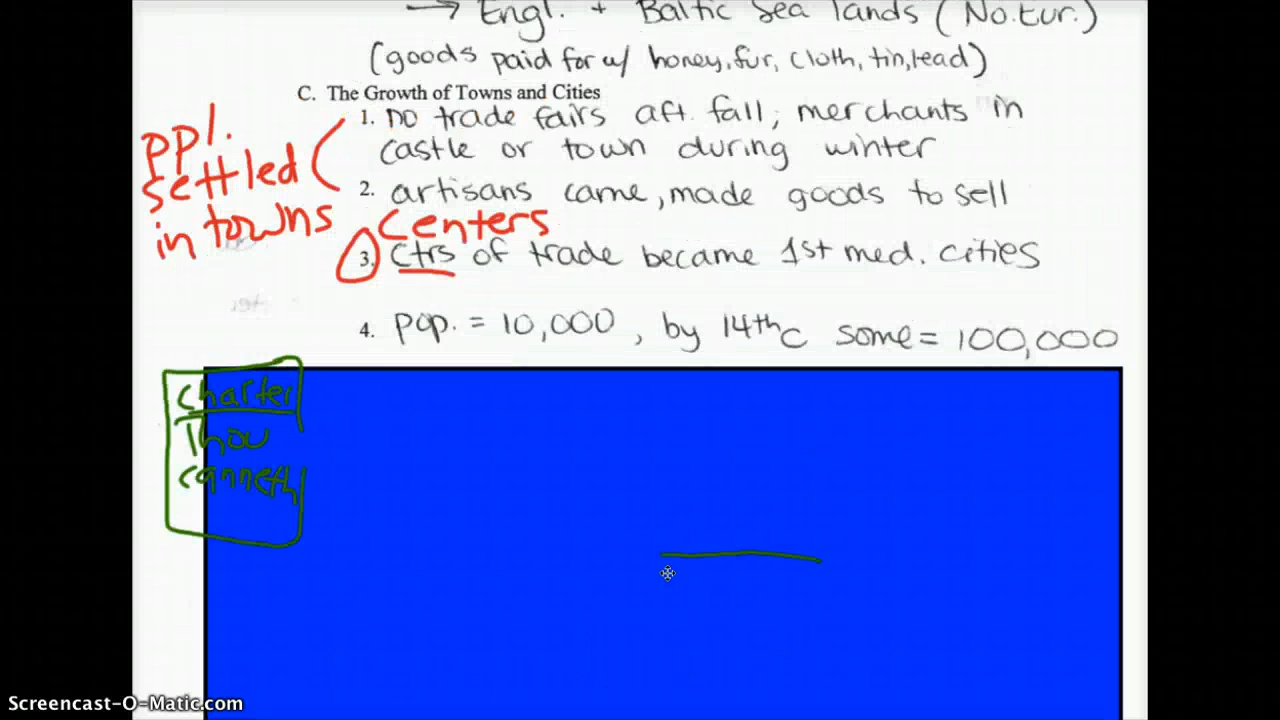 → Engl. + Baltic Sea lands (No. Eur.)
(goods paid for w/ honey, fur, cloth, tin, lead)
C. The Growth of Towns and Cities
1. no trade fairs aft. fall; merchants in
castle or town during winter
2. artisans came, made goods to sell
ppl.
settled
in towns
centers
3. ctrs of trade became 1st med. cities
4. pop. = 10,000, by 14th c some = 100,000
charter
Thou
canneth
Screencast-O-Matic.com